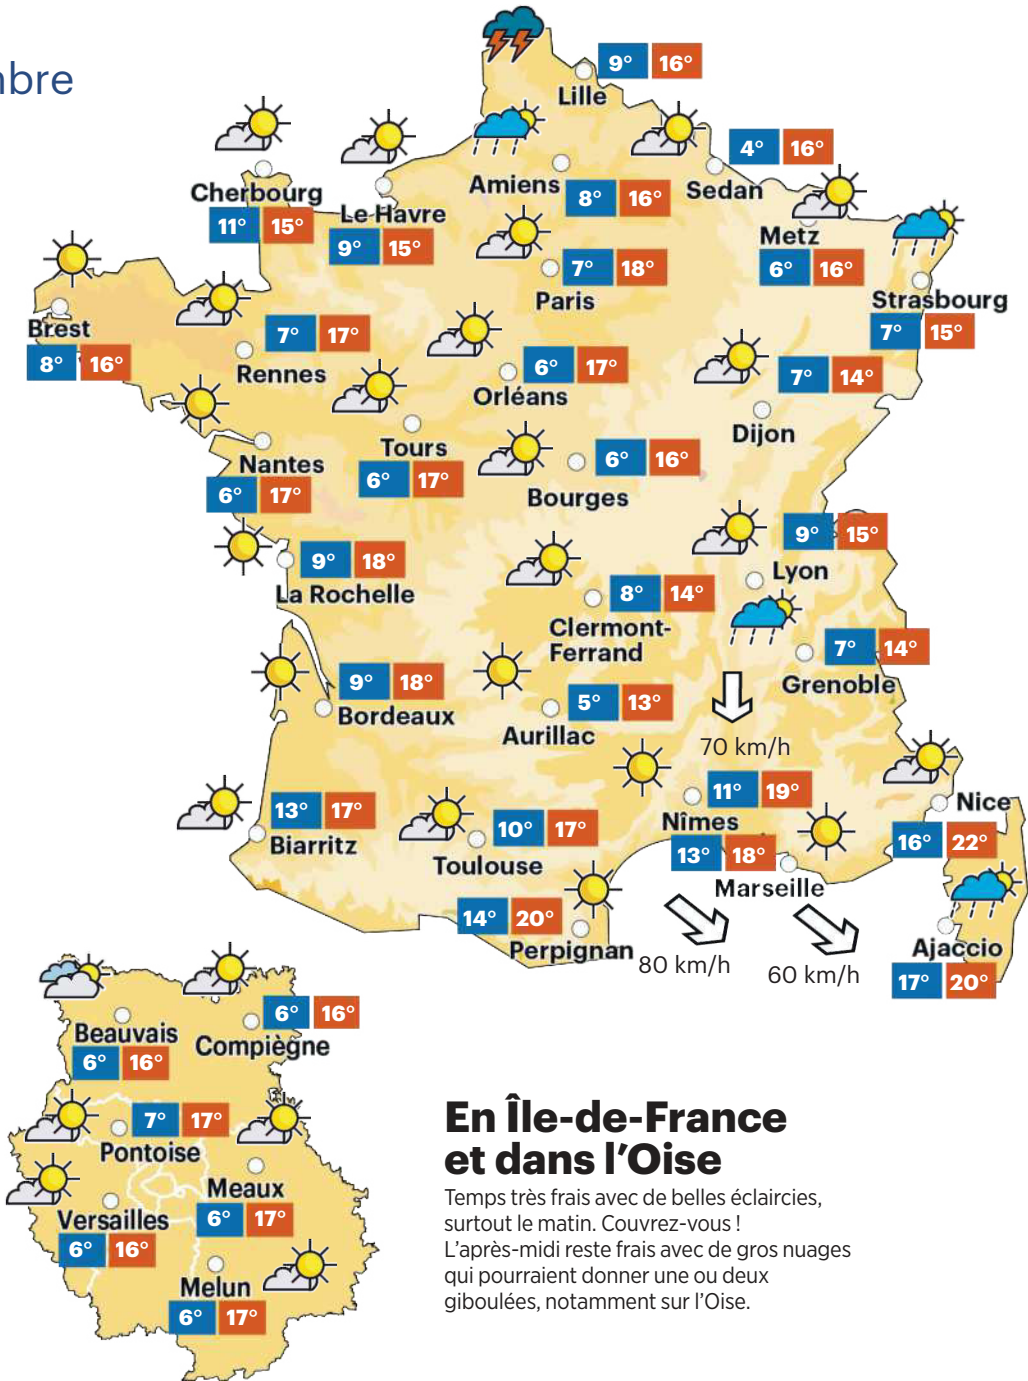 mbre
9° 16°
Lille
4° 16°
Sedan
Amiens
8° 16°
Cherbourg
11° 15°
Le Havre
9° 15°
Metz
6° 16°
7° 18°
Paris
Strasbourg
7° 15°
Brest
8° 16°
7° 17°
Rennes
6° 17°
Orléans
7° 14°
Dijon
Tours
6° 17°
Nantes
6° 17°
6° 16°
Bourges
9° 15°
Lyon
9° 18°
La Rochelle
8° 14°
Clermont-
Ferrand
7° 14°
Grenoble
9° 18°
Bordeaux
5° 13°
Aurillac
70 km/h
11° 19°
Nîmes
13° 17°
Biarritz
10° 17°
Toulouse
Nice
16° 22°
13° 18°
Marseille
14° 20°
Perpignan
80 km/h
60 km/h
Ajaccio
17° 20°
Beauvais
6° 16°
6° 16°
Compiègne
7° 17°
Pontoise
Meaux
6° 17°
Versailles
6° 16°
Melun
6° 17°
En Île-de-France
et dans l'Oise
Temps très frais avec de belles éclaircies,
surtout le matin. Couvrez-vous !
L'après-midi reste frais avec de gros nuages
qui pourraient donner une ou deux
giboulées, notamment sur l'Oise.